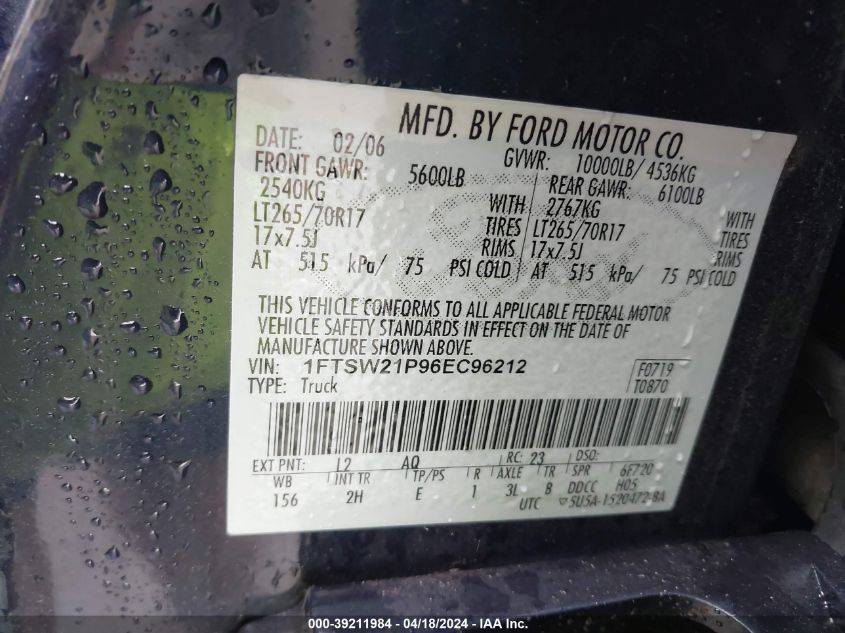 MFD. BY FORD MOTOR CO.
DATE: 02/06 GVWR: 10000LB/ 4536KG
FRONT GAWR: 5600LB REAR GAWR: 6100LB
2540KG WITH 2767KG WITH
LT265/70R17 TIRES LT265/70R17 TIRES
17x7.5J RIMS 17x7.5J RIMS
AT 515 kPa/ 75 PSI COLD AT 515 kPa/ 75 PSI COLD
THIS VEHICLE CONFORMS TO ALL APPLICABLE FEDERAL MOTOR
VEHICLE SAFETY STANDARDS IN EFFECT ON THE DATE OF
MANUFACTURE SHOWN ABOVE.
VIN: 1FTSW21P96EC96212 F0719
TYPE: Truck T0870
EXT PNT: L2 AQ RC: 23 DSO:
WB INT TR TP/PS R AXLE TR SPR 6F720
156 2H E 1 3L B DDCC H05
UTC ▽5U5A-1520472-BA
000-39211984 / 04/18/2024 - IAA Inc.